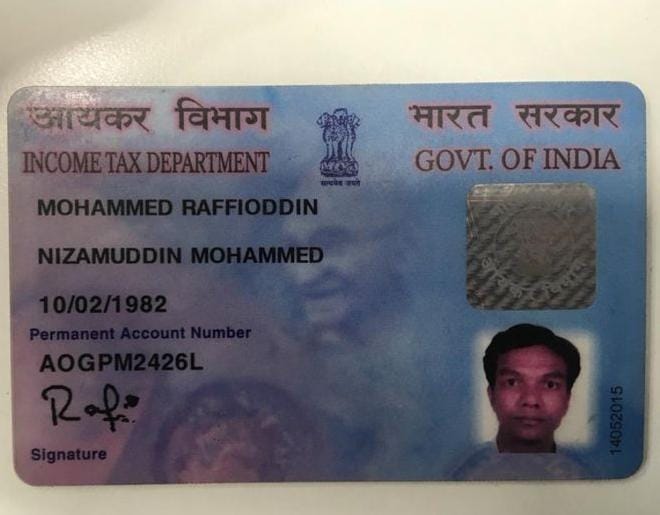 आयकर विभाग भारत सरकार
INCOME TAX DEPARTMENT GOVT. OF INDIA
सत्यमेव जयते
MOHAMMED RAFFIODDIN
NIZAMUDDIN MOHAMMED
10/02/1982
Permanent Account Number
AOGPM2426L
Signature
14052015
आयकर विभाग